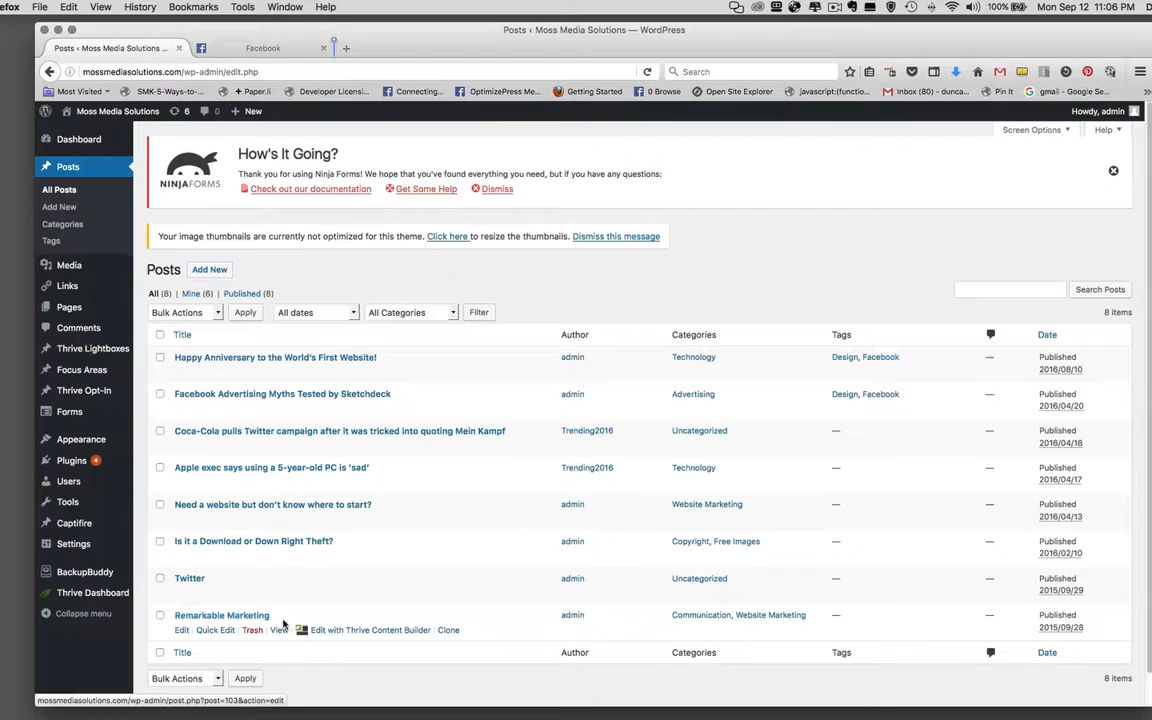 efox File Edit View History Bookmarks Tools Window Help 100% Mon Sep 12 11:06 PM
Posts ‹ Moss Media Solutions — WordPress
Posts ‹ Moss Media Solutions ... × Facebook × +
mossmediasolutions.com/wp-admin/edit.php Search
Most Visited SMK-5-Ways-to-... + Paper.li Developer Licensi... Connecting... OptimizePress Me... Getting Started 0 Browse Open Site Explorer javascript:(functio... Inbox (80) - dunca... Pin It gmail - Google Se...
Moss Media Solutions 6 0 + New Howdy, admin
Screen Options Help
Dashboard
Posts
All Posts
Add New
Categories
Tags
Media
Links
Pages
Comments
Thrive Lightboxes
Focus Areas
Thrive Opt-In
Forms
Appearance
Plugins 4
Users
Tools
Captifire
Settings
BackupBuddy
Thrive Dashboard
Collapse menu
NINJAFORMS
How's It Going?
Thank you for using Ninja Forms! We hope that you've found everything you need, but if you have any questions:
Check out our documentation Get Some Help Dismiss
Your image thumbnails are currently not optimized for this theme. Click here to resize the thumbnails. Dismiss this message
Posts Add New
All (8) | Mine (6) | Published (8)
Search Posts
Bulk Actions Apply All dates All Categories Filter 8 items
Title Author Categories Tags Date
Happy Anniversary to the World's First Website! admin Technology Design, Facebook — Published
2016/08/10
Facebook Advertising Myths Tested by Sketchdeck admin Advertising Design, Facebook — Published
2016/04/20
Coca-Cola pulls Twitter campaign after it was tricked into quoting Mein Kampf Trending2016 Uncategorized — — Published
2016/04/18
Apple exec says using a 5-year-old PC is 'sad' Trending2016 Technology — — Published
2016/04/17
Need a website but don't know where to start? admin Website Marketing — — Published
2016/04/13
Is it a Download or Down Right Theft? admin Copyright, Free Images — — Published
2016/02/10
Twitter admin Uncategorized — — Published
2015/09/29
Remarkable Marketing admin Communication, Website Marketing — — Published
2015/09/28
Edit | Quick Edit | Trash | View | Edit with Thrive Content Builder | Clone
Title Author Categories Tags Date
Bulk Actions Apply 8 items
mossmediasolutions.com/wp-admin/post.php?post=103&action=edit